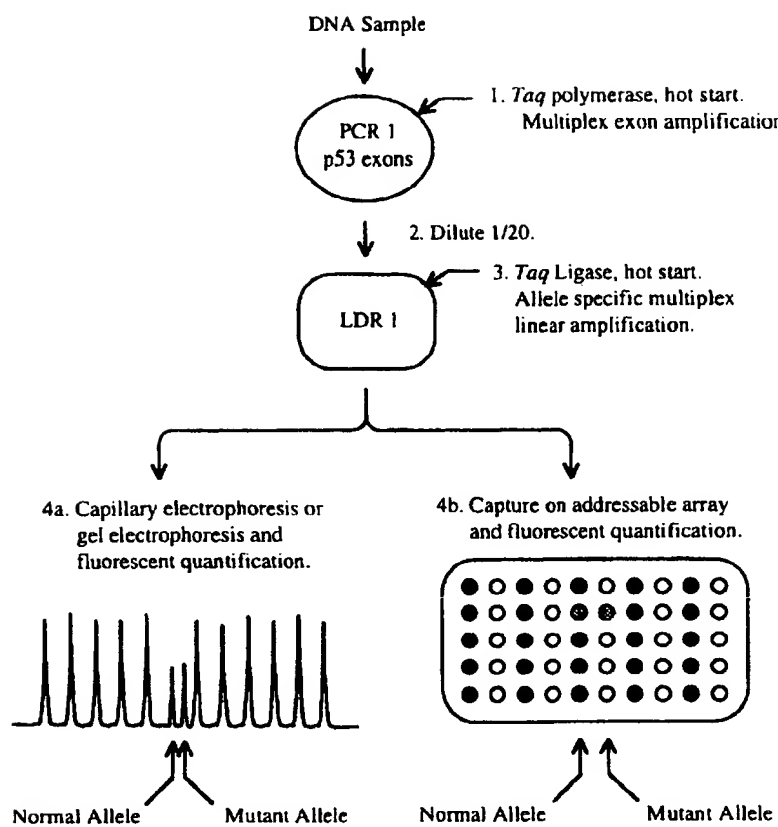 DNA Sample
1. Taq polymerase, hot start.
Multiplex exon amplification
PCR 1
p53 exons
2. Dilute 1/20.
3. Taq Ligase, hot start.
Allele specific multiplex
linear amplification.
LDR 1
4a. Capillary electrophoresis or
gel electrophoresis and
fluorescent quantification.
4b. Capture on addressable array
and fluorescent quantification.
Normal Allele
Mutant Allele
Normal Allele
Mutant Allele